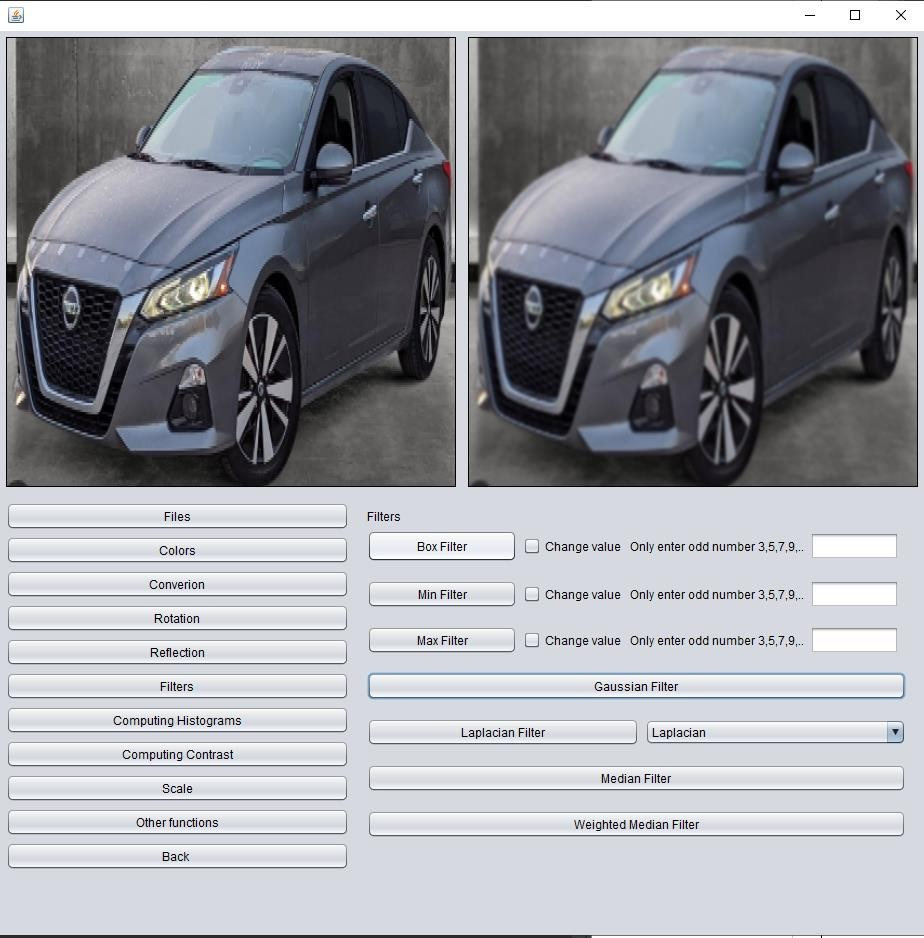 Files
Colors
Converion
Rotation
Reflection
Filters
Computing Histograms
Computing Contrast
Scale
Other functions
Back
Filters
Box Filter Change value Only enter odd number 3,5,7,9,..
Min Filter Change value Only enter odd number 3,5,7,9,..
Max Filter Change value Only enter odd number 3,5,7,9,..
Gaussian Filter
Laplacian Filter Laplacian
Median Filter
Weighted Median Filter